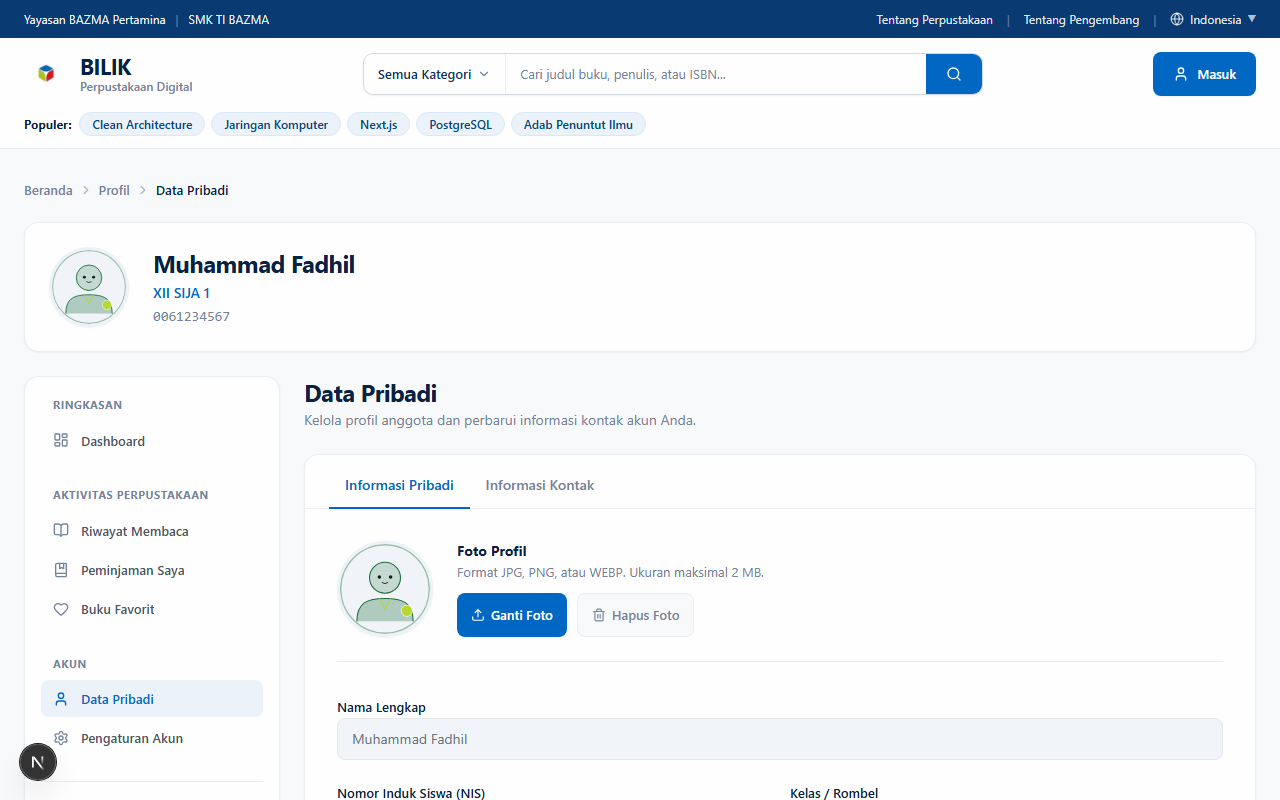 Yayasan BAZMA Pertamina | SMK TI BAZMA
Tentang Perpustakaan | Tentang Pengembang | Indonesia
BILIK
Perpustakaan Digital
Semua Kategori
Cari judul buku, penulis, atau ISBN...
Masuk
Populer: Clean Architecture Jaringan Komputer Next.js PostgreSQL Adab Penuntut Ilmu
Beranda > Profil > Data Pribadi
Muhammad Fadhil
XII SIJA 1
0061234567
RINGKASAN
Dashboard
AKTIVITAS PERPUSTAKAAN
Riwayat Membaca
Peminjaman Saya
Buku Favorit
AKUN
Data Pribadi
Pengaturan Akun
N
Data Pribadi
Kelola profil anggota dan perbarui informasi kontak akun Anda.
Informasi Pribadi Informasi Kontak
Foto Profil
Format JPG, PNG, atau WEBP. Ukuran maksimal 2 MB.
Ganti Foto Hapus Foto
Nama Lengkap
Muhammad Fadhil
Nomor Induk Siswa (NIS) Kelas / Rombel